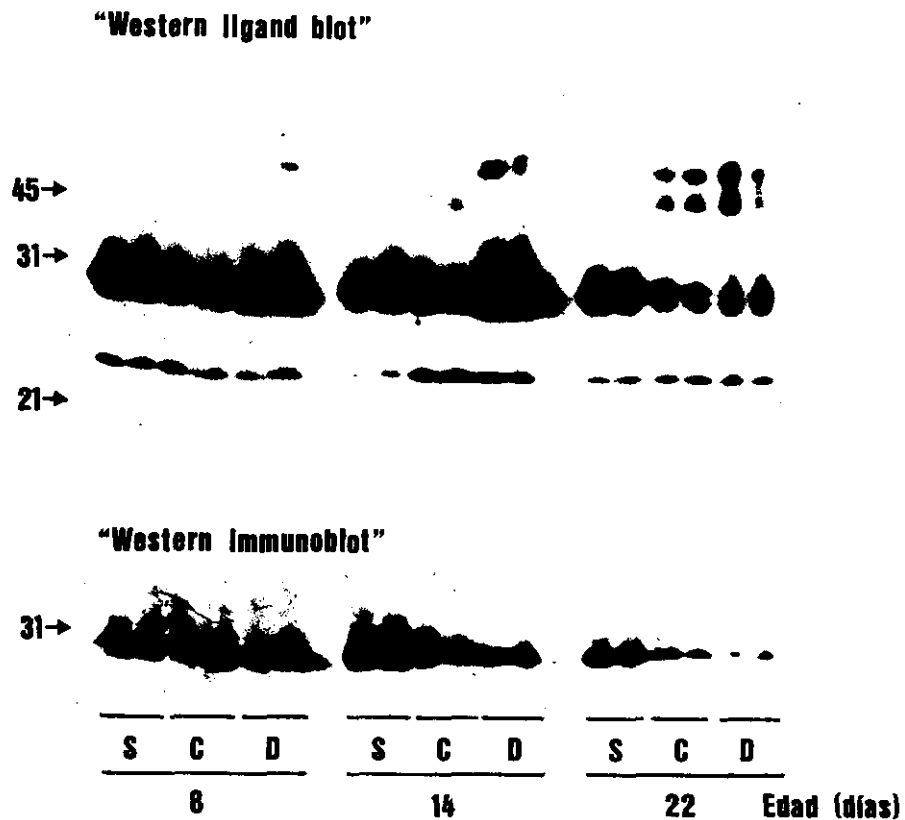 “Western ligand blot”
45→
31→
21→
“Western immunoblot”
31→
S C D S C D S C D
8 14 22 Edad (días)